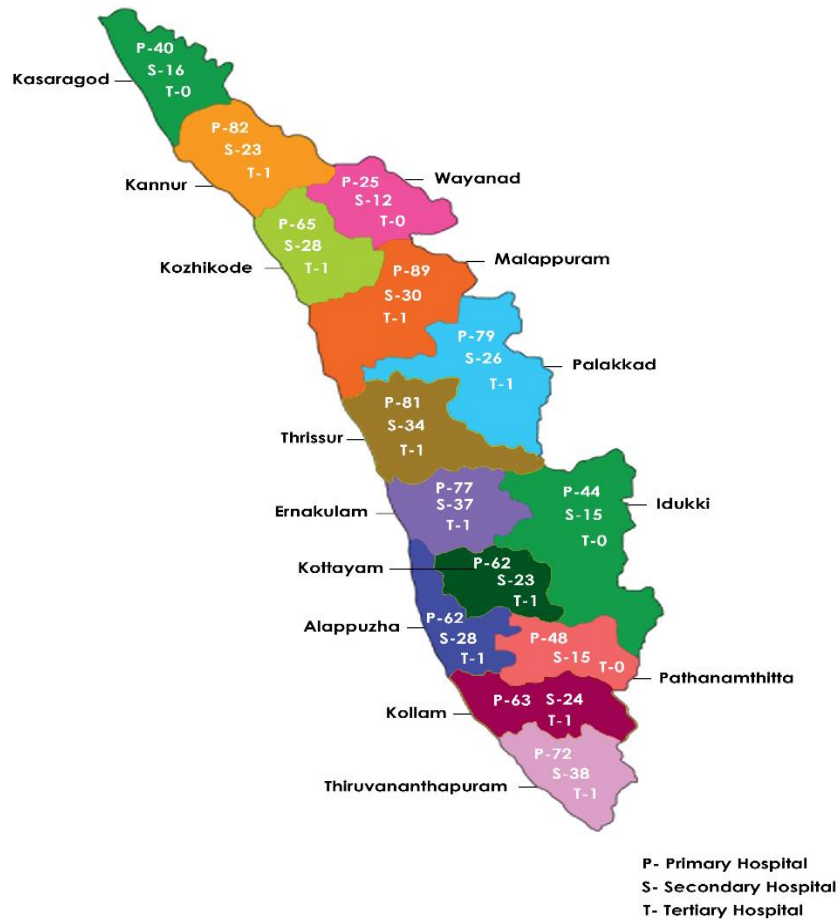 P-40
S-16
Kasaragod
T-0
P-82
S-23
T-1
Kannur
P-25
Wayanad
S-12
T-0
P-65
S-28
Kozhikode
T-1
P-89
Malappuram
S-30
T-1
P-79
S-26
Palakkad
T-1
P-81
S-34
Thrissur
T-1
P-77
S-37
Ernakulam
T-1
P-44
Idukki
S-15
T-0
Kottayam
P-62
S-23
T-1
Alappuzha
P-62
S-28
T-1
P-48
S-15
T-0
Pathanamthitta
Kollam
P-63 S-24
T-1
P-72
S-38
Thiruvananthapuram
T-1
P- Primary Hospital
S- Secondary Hospital
T- Tertiary Hospital